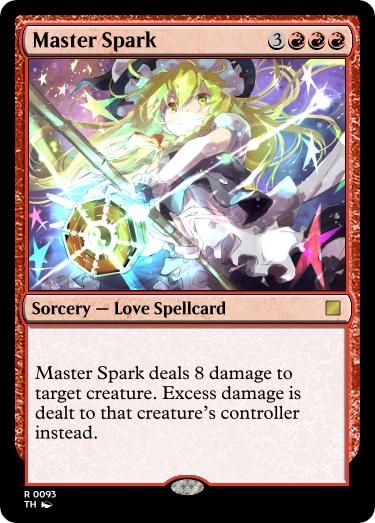 Master Spark 3
Sorcery — Love Spellcard
Master Spark deals 8 damage to
target creature. Excess damage is
dealt to that creature's controller
instead.
R 0093
TH